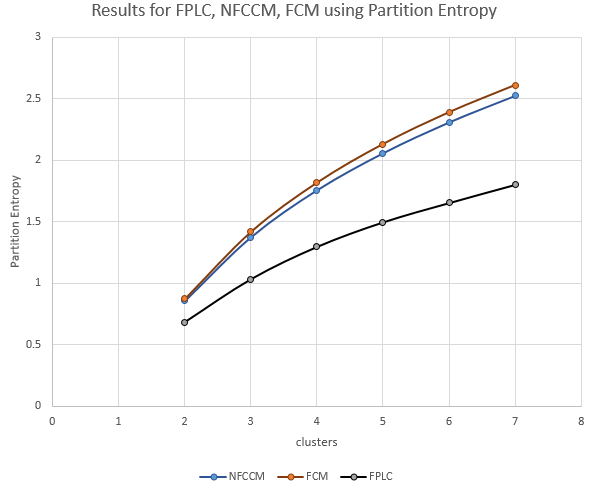 Results for FPLC, NFCCM, FCM using Partition Entropy
3
2.5
2
1.5
1
0.5
0
Partition Entropy
0 1 2 3 4 5 6 7 8
clusters
NFCCM FCM FPLC